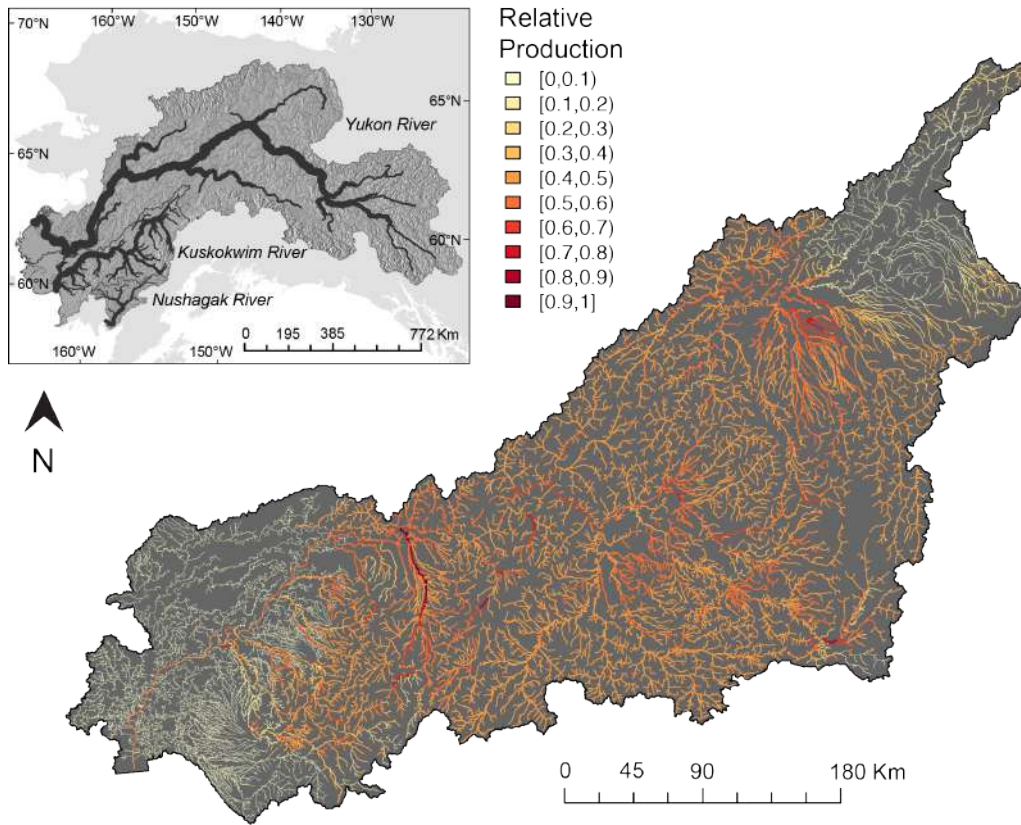 70°N
160°W
150°W
140°W
130°W
65°N
Yukon River
65°N
60°N
Kuskokwim River
60°N
Nushagak River
0 195 385 772 Km
160°W
150°W
Relative
Production
[0,0.1)
[0.1,0.2)
[0.2,0.3)
[0.3,0.4)
[0.4,0.5)
[0.5,0.6)
[0.6,0.7)
[0.7,0.8)
[0.8,0.9)
[0.9,1]
N
0 45 90 180 Km